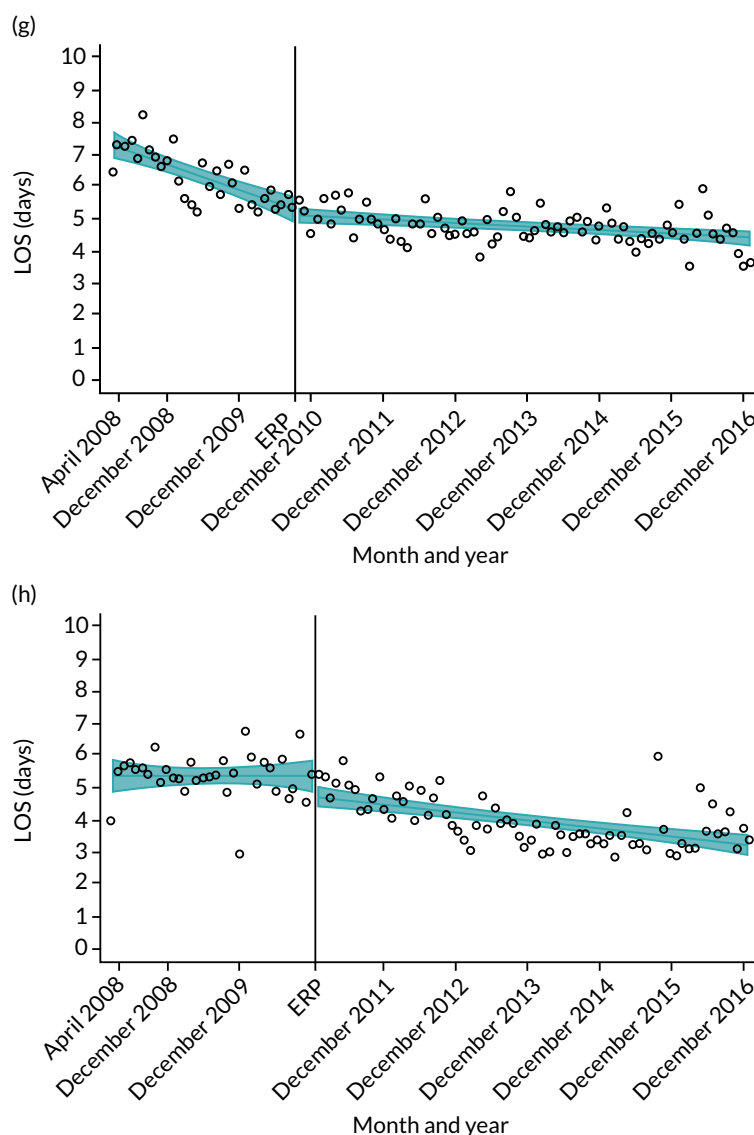 (g)
10
9
8
7
6
5
4
3
2
1
0
LOS (days)
April 2008
December 2008
December 2009
ERP
December 2010
December 2011
December 2012
December 2013
December 2014
December 2015
December 2016
Month and year
(h)
10
9
8
7
6
5
4
3
2
1
0
LOS (days)
April 2008
December 2008
December 2009
ERP
December 2011
December 2012
December 2013
December 2014
December 2015
December 2016
Month and year